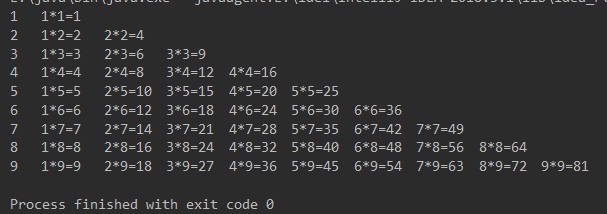 1 1*1=1
2 1*2=2 2*2=4
3 1*3=3 2*3=6 3*3=9
4 1*4=4 2*4=8 3*4=12 4*4=16
5 1*5=5 2*5=10 3*5=15 4*5=20 5*5=25
6 1*6=6 2*6=12 3*6=18 4*6=24 5*6=30 6*6=36
7 1*7=7 2*7=14 3*7=21 4*7=28 5*7=35 6*7=42 7*7=49
8 1*8=8 2*8=16 3*8=24 4*8=32 5*8=40 6*8=48 7*8=56 8*8=64
9 1*9=9 2*9=18 3*9=27 4*9=36 5*9=45 6*9=54 7*9=63 8*9=72 9*9=81
Process finished with exit code 0